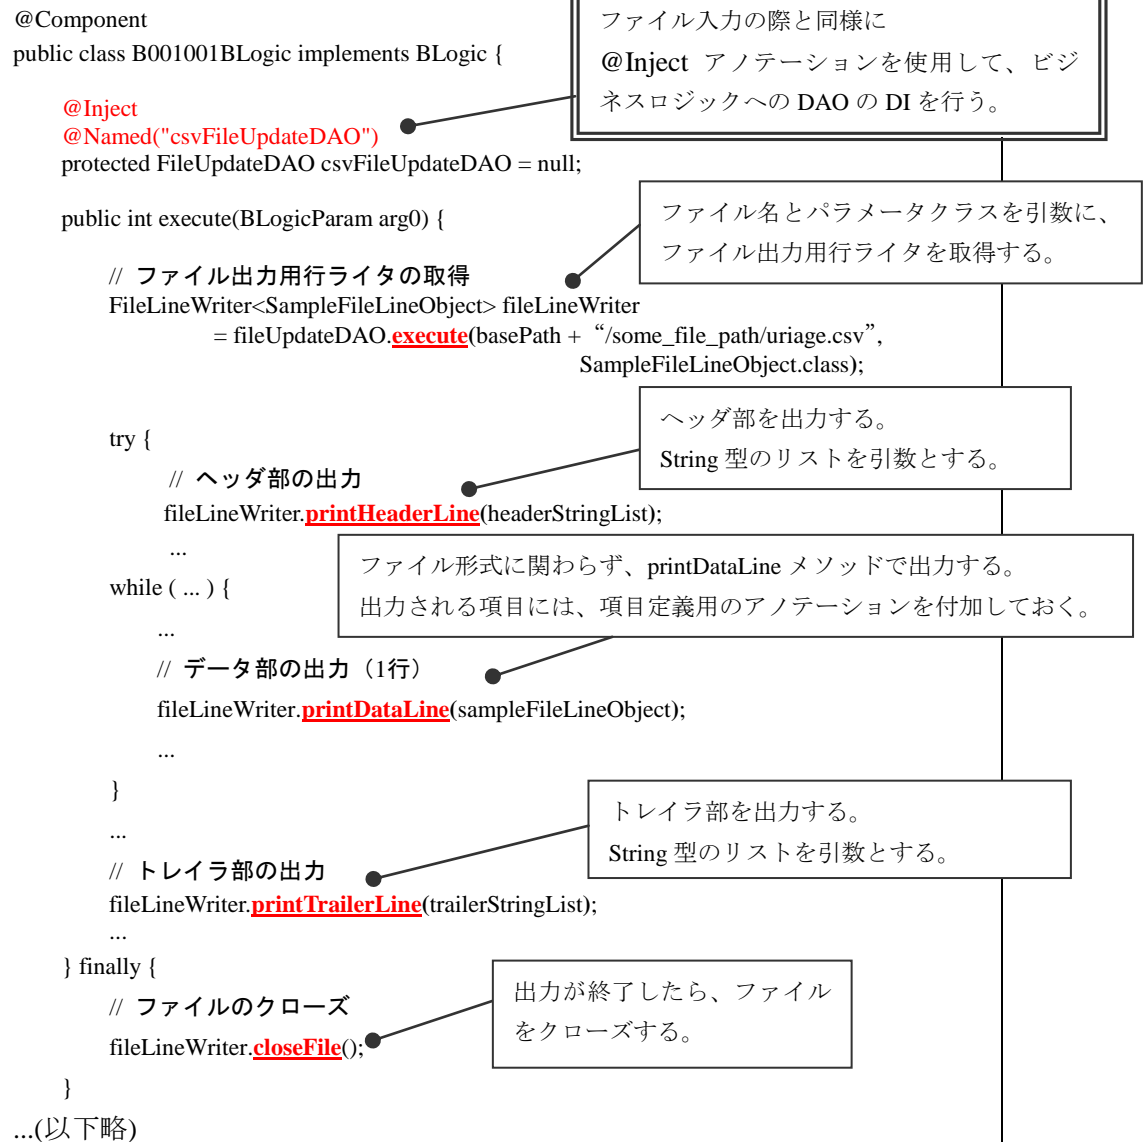 @Component
public class B001001BLogic implements BLogic {
ファイル入力の際と同様に
@Inject アノテーションを使用して、ビジ
ネスロジックへの DAO の DI を行う。
@Inject
@Named("csvFileUpdateDAO")
protected FileUpdateDAO csvFileUpdateDAO = null;
public int execute(BLogicParam arg0) {
ファイル名とパラメータクラスを引数に、
ファイル出力用行ライタを取得する。
// ファイル出力用行ライタの取得
FileLineWriter<SampleFileLineObject> fileLineWriter
= fileUpdateDAO.execute(basePath + “/some_file_path/uriage.csv”,
SampleFileLineObject.class);
ヘッダ部を出力する。
String 型のリストを引数とする。
try {
// ヘッダ部の出力
fileLineWriter.printHeaderLine(headerStringList);
...
ファイル形式に関わらず、printDataLine メソッドで出力する。
出力される項目には、項目定義用のアノテーションを付加しておく。
while ( ... ) {
...
// データ部の出力（1行）
fileLineWriter.printDataLine(sampleFileLineObject);
...
}
トレイラ部を出力する。
String 型のリストを引数とする。
...
// トレイラ部の出力
fileLineWriter.printTrailerLine(trailerStringList);
...
} finally {
出力が終了したら、ファイル
をクローズする。
// ファイルのクローズ
fileLineWriter.closeFile();
}
...(以下略)